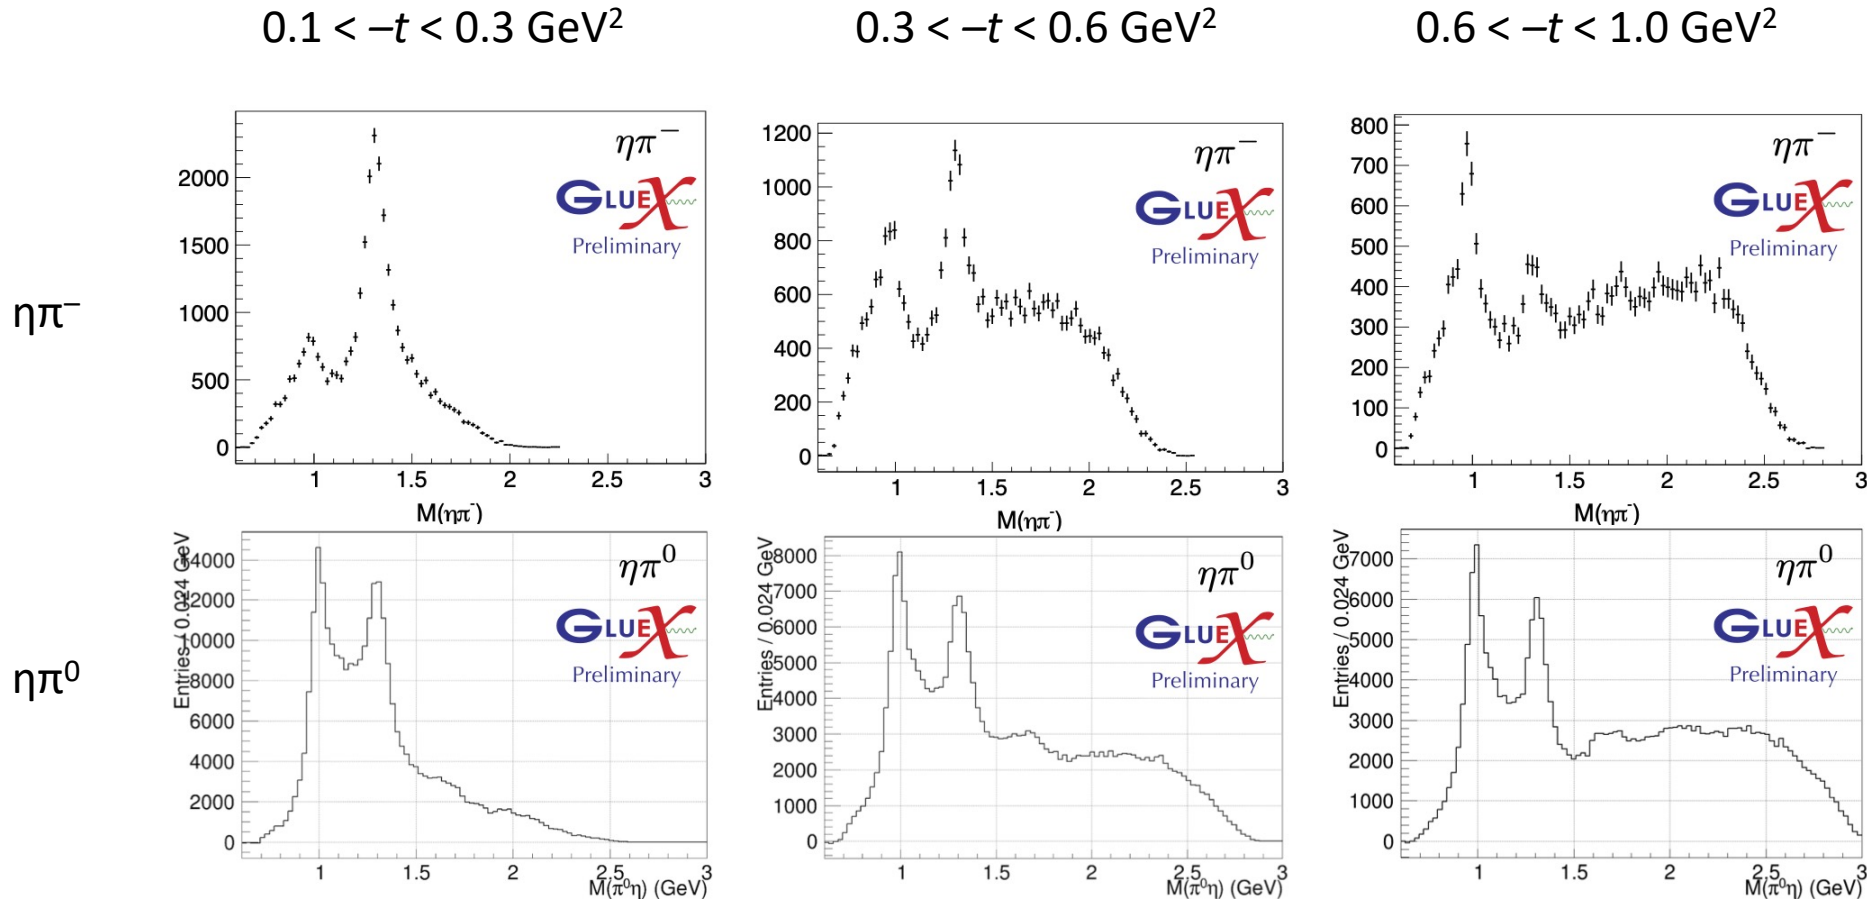 0.1 < –t < 0.3 GeV²
0.3 < –t < 0.6 GeV²
0.6 < –t < 1.0 GeV²
ηπ⁻
ηπ⁻
GLUEX
Preliminary
2000
1500
1000
500
0
1
1.5
2
2.5
3
M(ηπ⁻)
ηπ⁻
GLUEX
Preliminary
1200
1000
800
600
400
200
0
1
1.5
2
2.5
3
M(ηπ⁻)
ηπ⁻
GLUEX
Preliminary
800
700
600
500
400
300
200
100
0
1
1.5
2
2.5
3
M(ηπ⁻)
ηπ⁰
Entries / 0.024 GeV
ηπ⁰
GLUEX
Preliminary
14000
12000
10000
8000
6000
4000
2000
0
1
1.5
2
2.5
3
M(π⁰η) (GeV)
Entries / 0.024 GeV
ηπ⁰
GLUEX
Preliminary
8000
7000
6000
5000
4000
3000
2000
1000
0
1
1.5
2
2.5
3
M(π⁰η) (GeV)
Entries / 0.024 GeV
ηπ⁰
GLUEX
Preliminary
7000
6000
5000
4000
3000
2000
1000
0
1
1.5
2
2.5
3
M(π⁰η) (GeV)